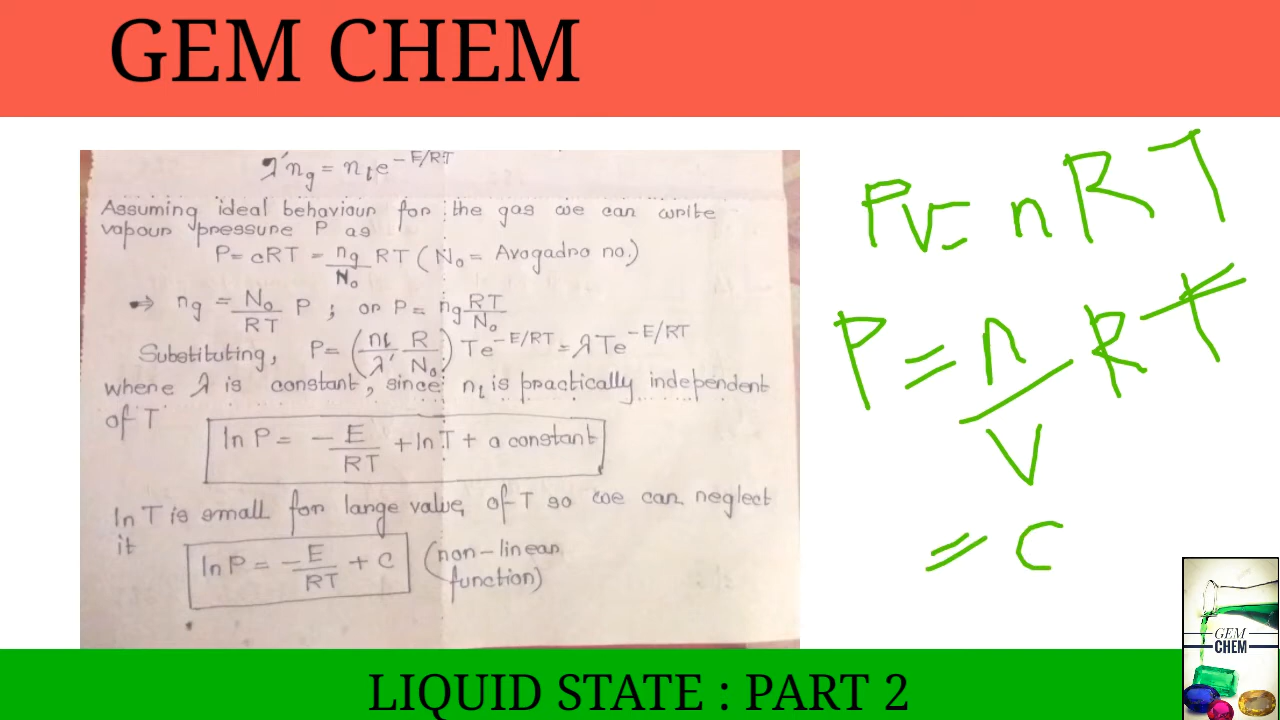 GEM CHEM
λ'n_g = n_l e^{-E/RT}
Assuming ideal behaviour for the gas we can write
vapour pressure P as
P = cRT = n_g/N₀ RT (N₀ = Avogadro no.)
⇒ n_g = N₀/RT P ; or P = n_g RT/N₀
Substituting, P = (n_l/λ' R/N₀) Te^{-E/RT} = λTe^{-E/RT}
where λ is constant, since n_l is practically independent
of T
ln P = -E/RT + ln T + a constant
ln T is small for large value of T so we can neglect
it
ln P = -E/RT + C (non-linear
function)
PV = nRT
P = n/V RT
= C
GEM
CHEM
LIQUID STATE : PART 2